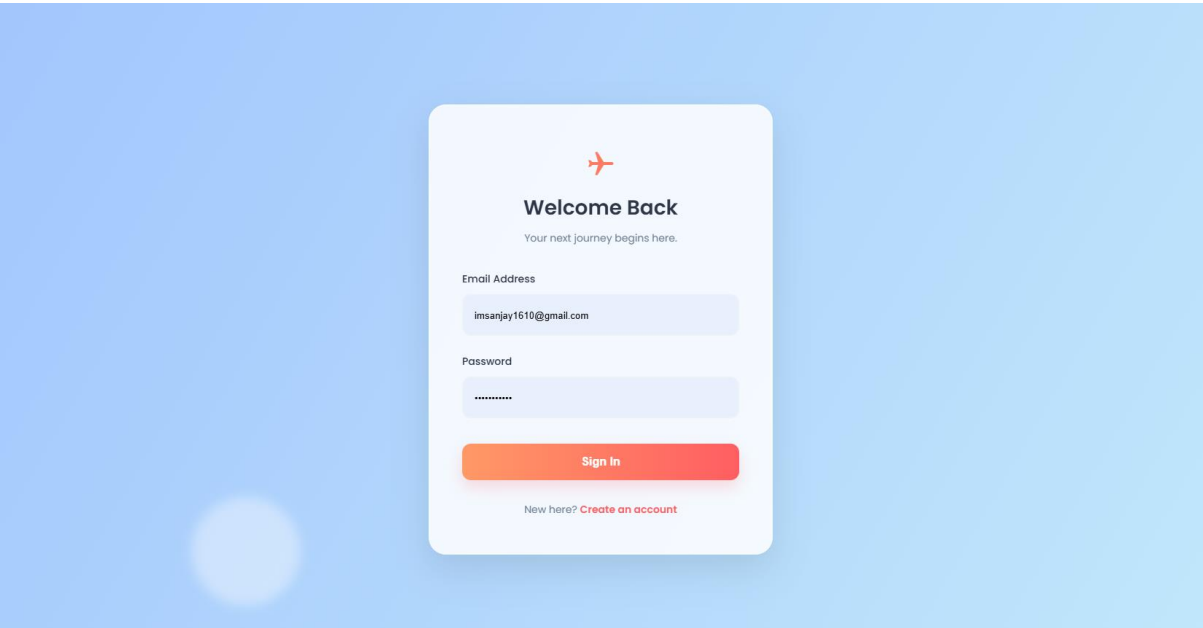 Welcome Back
Your next journey begins here.
Email Address
imsanjay1610@gmail.com
Password
•••••••••••
Sign In
New here? Create an account